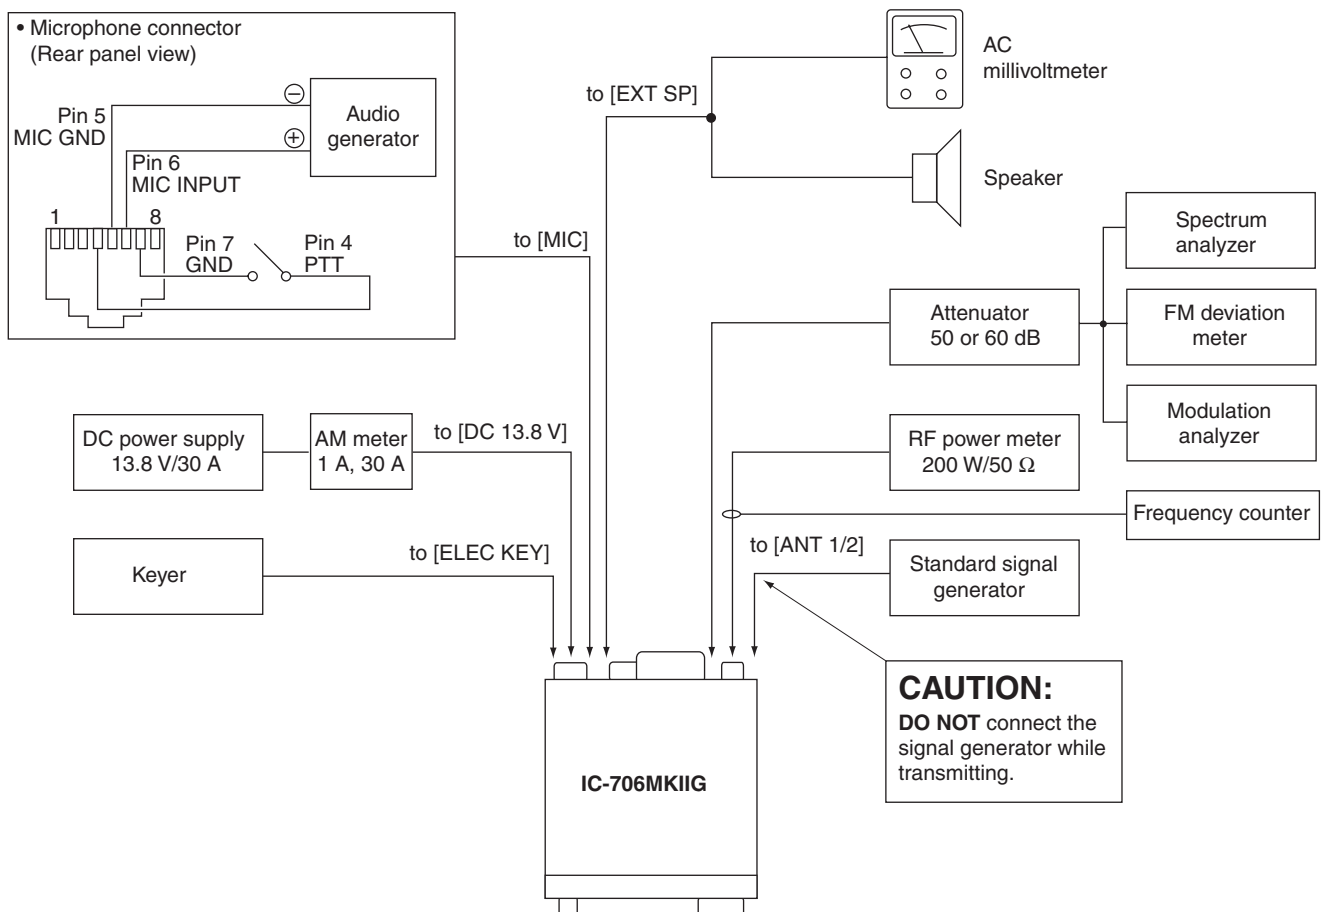 • Microphone connector
(Rear panel view)
Pin 5
MIC GND
⊖
⊕
Audio
generator
Pin 6
MIC INPUT
1
8
Pin 7
GND
Pin 4
PTT
to [MIC]
to [EXT SP]
AC
millivoltmeter
Speaker
Spectrum
analyzer
Attenuator
50 or 60 dB
FM deviation
meter
Modulation
analyzer
DC power supply
13.8 V/30 A
AM meter
1 A, 30 A
to [DC 13.8 V]
RF power meter
200 W/50 Ω
Frequency counter
Keyer
to [ELEC KEY]
to [ANT 1/2]
Standard signal
generator
CAUTION:
DO NOT connect the
signal generator while
transmitting.
IC-706MKIIG